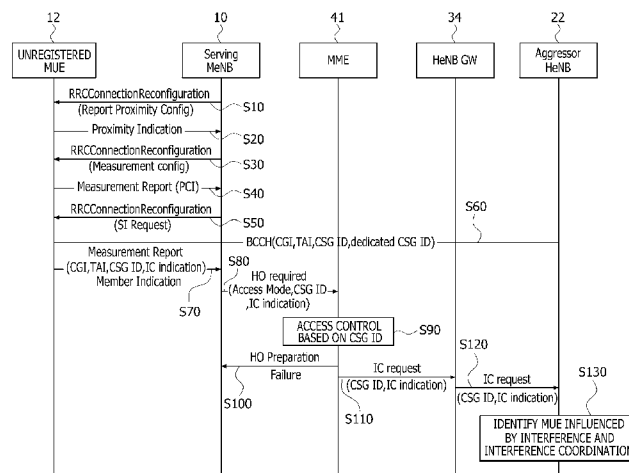 12
10
41
34
22
UNREGISTERED
MUE
Serving
MeNB
MME
HeNB GW
Aggressor
HeNB
RRCConnectionReconfiguration
(Report Proximity Config)
S10
Proximity Indication
S20
RRCConnectionReconfiguration
(Measurement config)
S30
Measurement Report (PCI)
S40
RRCConnectionReconfiguration
(SI Request)
S50
S60
BCCH(CGI,TAI,CSG ID,dedicated CSG ID)
Measurement Report
(CGI,TAI,CSG ID,IC indication)
Member Indication
S70
S80
HO required
(Access Mode,CSG ID
,IC indication)
ACCESS CONTROL
BASED ON CSG ID
S90
HO Preparation
Failure
S100
IC request
(CSG ID,IC indication)
S110
S120
IC request
(CSG ID,IC indication)
S130
IDENTIFY MUE INFLUENCED
BY INTERFERENCE AND
INTERFERENCE COORDINATION